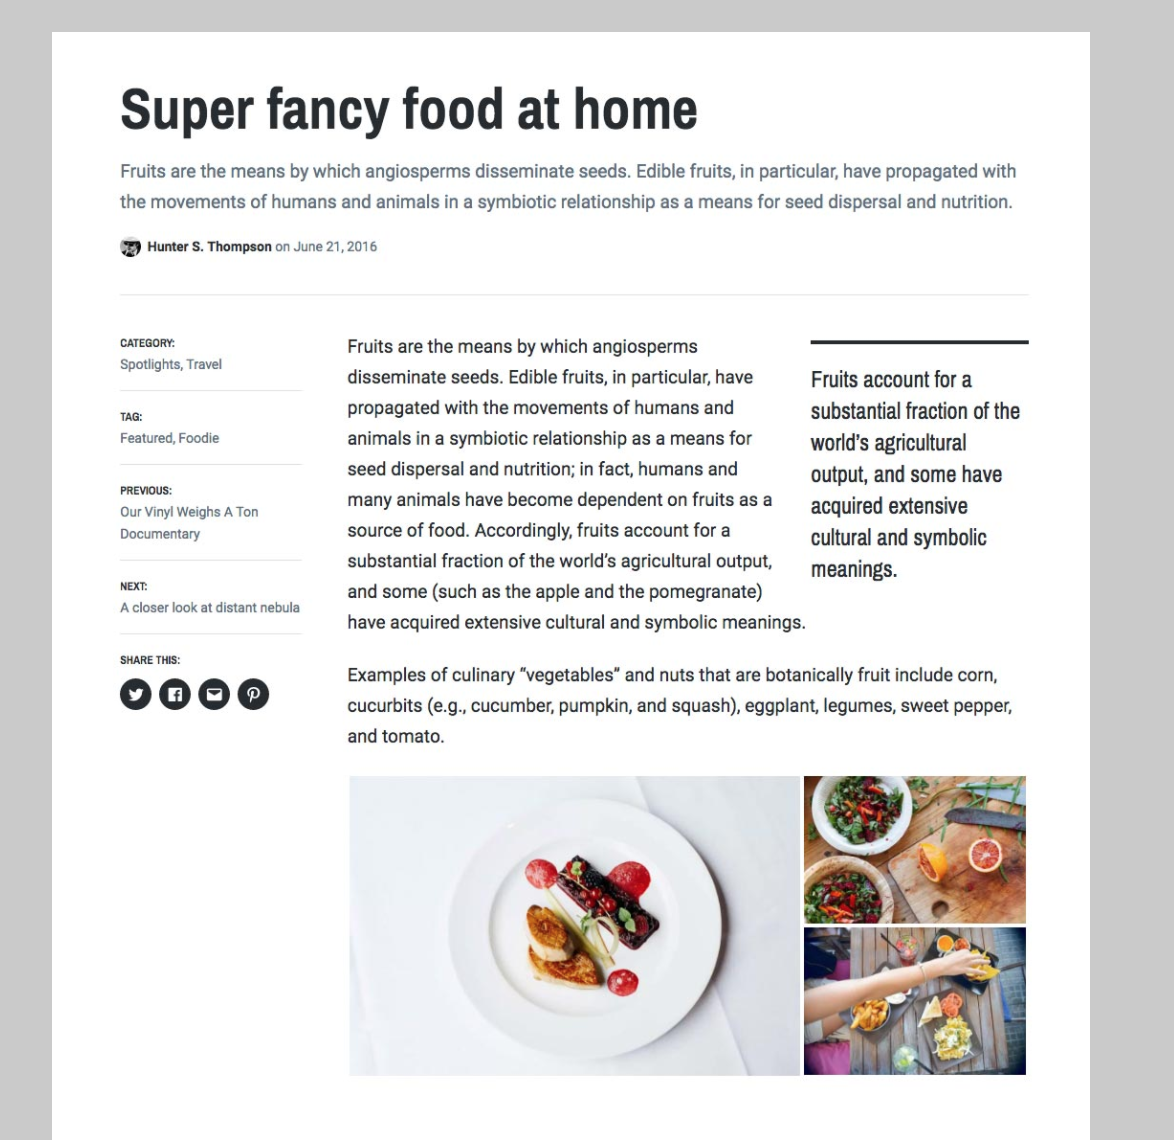 Super fancy food at home
Fruits are the means by which angiosperms disseminate seeds. Edible fruits, in particular, have propagated with
the movements of humans and animals in a symbiotic relationship as a means for seed dispersal and nutrition.
Hunter S. Thompson on June 21, 2016
CATEGORY:
Spotlights, Travel
TAG:
Featured, Foodie
PREVIOUS:
Our Vinyl Weighs A Ton
Documentary
NEXT:
A closer look at distant nebula
SHARE THIS:
Fruits are the means by which angiosperms
disseminate seeds. Edible fruits, in particular, have
propagated with the movements of humans and
animals in a symbiotic relationship as a means for
seed dispersal and nutrition; in fact, humans and
many animals have become dependent on fruits as a
source of food. Accordingly, fruits account for a
substantial fraction of the world’s agricultural output,
and some (such as the apple and the pomegranate)
have acquired extensive cultural and symbolic meanings.
Fruits account for a
substantial fraction of the
world’s agricultural
output, and some have
acquired extensive
cultural and symbolic
meanings.
Examples of culinary “vegetables” and nuts that are botanically fruit include corn,
cucurbits (e.g., cucumber, pumpkin, and squash), eggplant, legumes, sweet pepper,
and tomato.